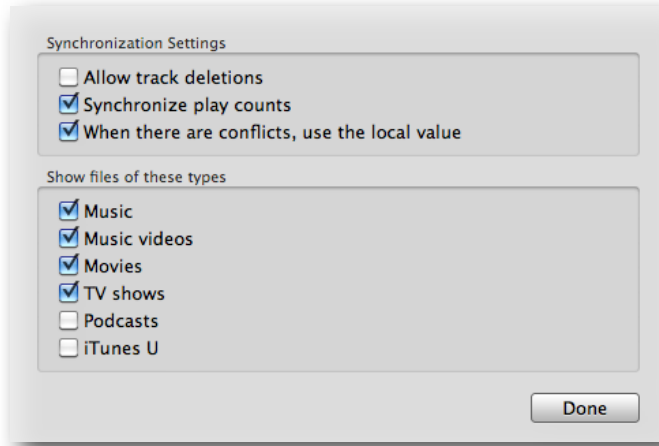 Synchronization Settings
Allow track deletions
Synchronize play counts
When there are conflicts, use the local value
Show files of these types
Music
Music videos
Movies
TV shows
Podcasts
iTunes U
Done